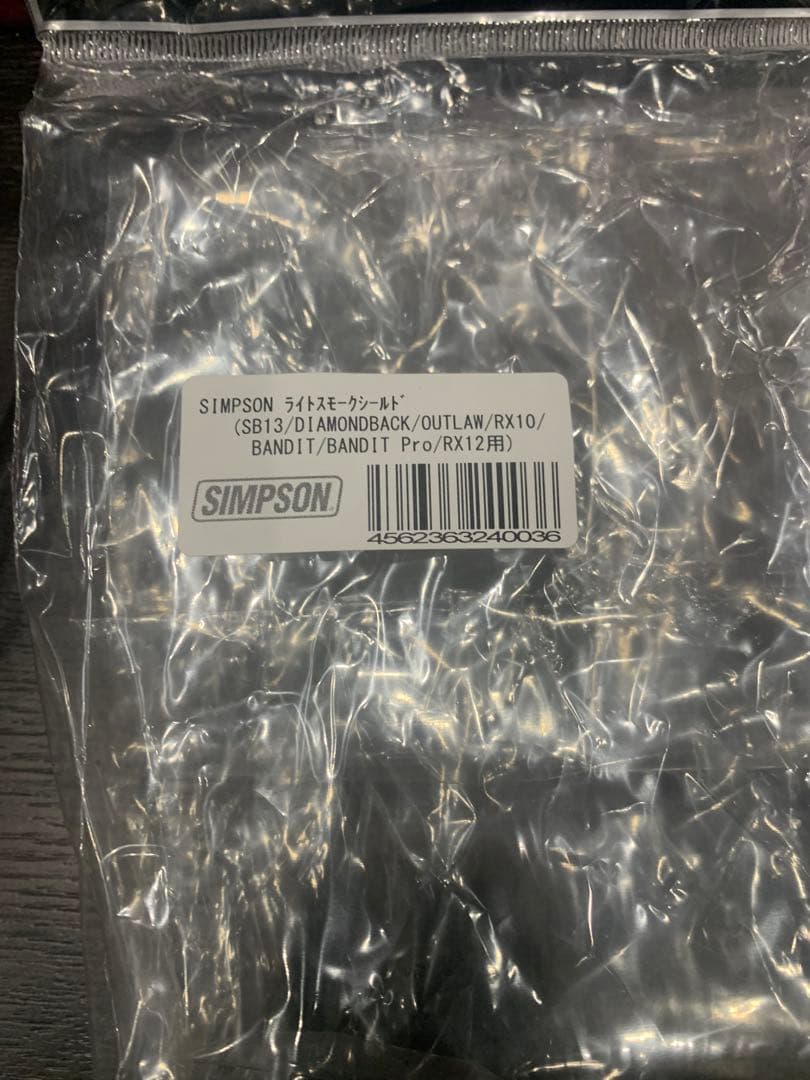 SIMPSON ﾗｲﾄｽﾓｰｸｼｰﾙﾄﾞ
(SB13/DIAMONDBACK/OUTLAW/RX10/
BANDIT/BANDIT Pro/RX12用)
SIMPSON
4562363240036